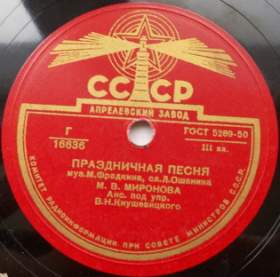 СССР
АПРЕЛЕВСКИЙ ЗАВОД
Г
16636
ГОСТ 5289-50
III кл.
ПРАЗДНИЧНАЯ ПЕСНЯ
муз.М.Фрадкина, сл.Л.Ошанина
М. В. МИРОНОВА
Анс. под упр.
В.Н.Кнушевицкого
КОМИТЕТ РАДИОИНФОРМАЦИИ ПРИ СОВЕТЕ МИНИСТРОВ СССР.